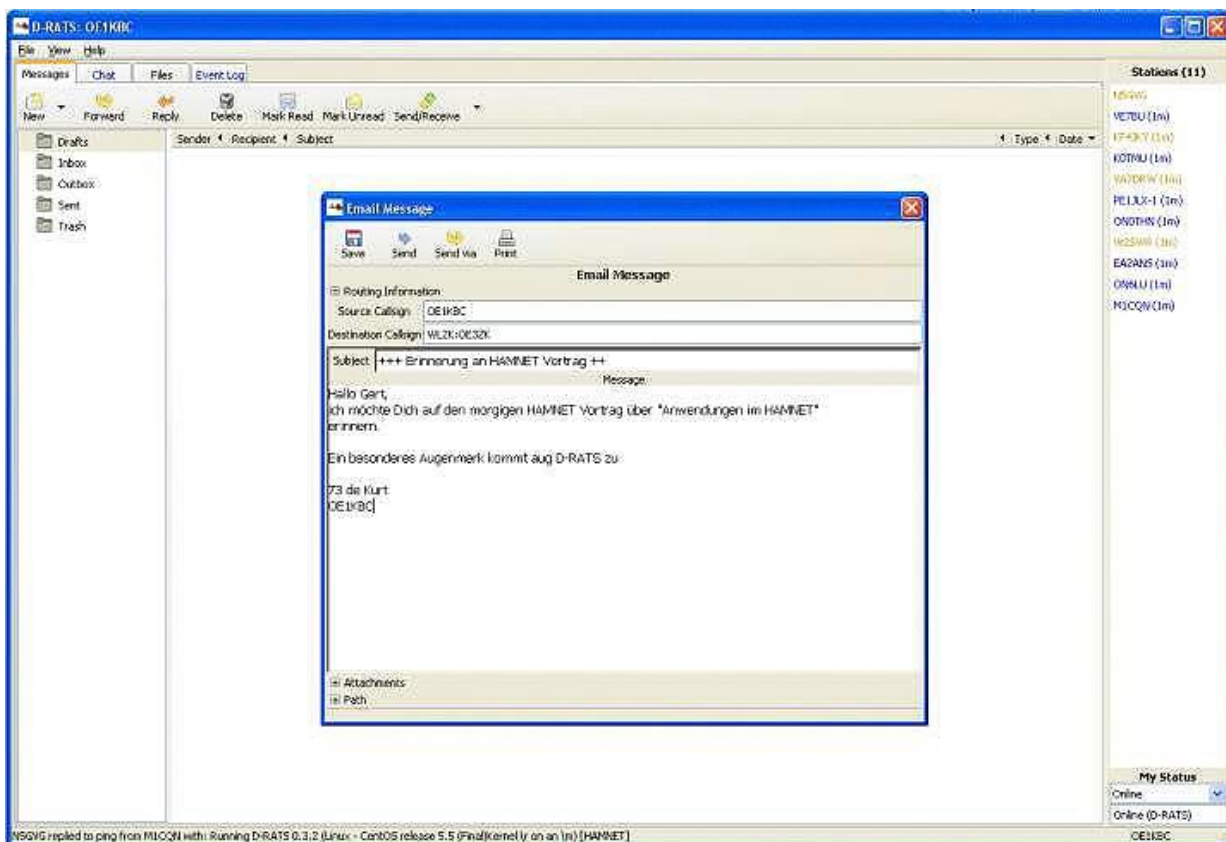 D-RATS: OE1KBC
File View Help
Messages Chat Files Event Log
New Forward Reply Delete Mark Read Mark Unread Send/Receive
Drafts
Inbox
Outbox
Sent
Trash
Sender Recipient Subject Type Date
Email Message
Save Send Send via Print
Email Message
Routing Information
Source Callsign OE1KBC
Destination Callsign WL2K:OE3ZK
Subject +++ Erinnerung an HAMNET Vortrag ++
Message
Hallo Gert,
ich möchte Dich auf den morgigen HAMNET Vortrag über "Anwendungen im HAMNET"
erinnern.
Ein besonderes Augenmerk kommt aug D-RATS zu
73 de Kurt
OE1KBC
Attachments
Path
Stations (11)
VE7BU (1m)
K0TMU (1m)
PE1JLX-1 (1m)
ON0THN (1m)
EA2ANS (1m)
ON6LU (1m)
M1CQN (1m)
My Status
Online
Online (D-RATS)
replied to ping from M1CQN with: Running D-RATS 0.3.2 (Linux - CentOS release 5.5 (Final)Kernel \r on an \m) [HAMNET]
OE1KBC